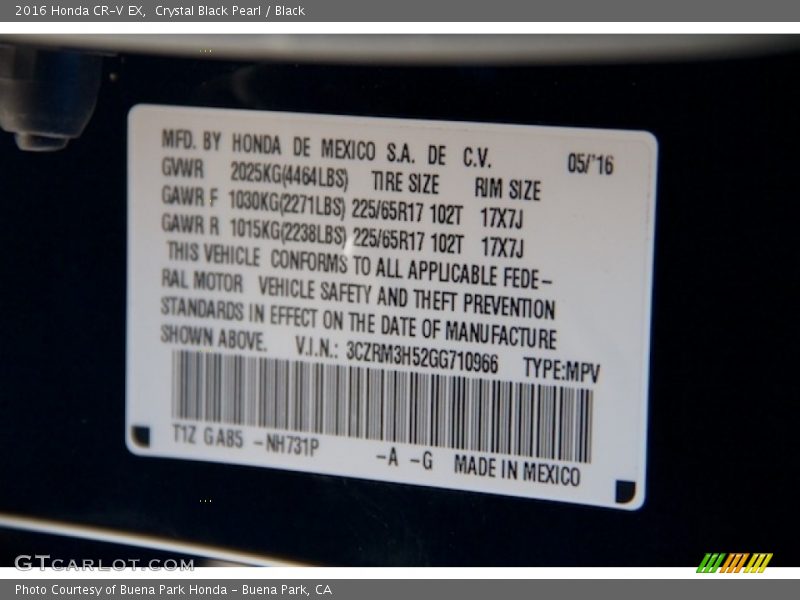 2016 Honda CR-V EX,  Crystal Black Pearl / Black
MFD. BY HONDA DE MEXICO S.A. DE C.V. 05/'16
GVWR 2025KG(4464LBS) TIRE SIZE RIM SIZE
GAWR F 1030KG(2271LBS) 225/65R17 102T 17X7J
GAWR R 1015KG(2238LBS) 225/65R17 102T 17X7J
THIS VEHICLE CONFORMS TO ALL APPLICABLE FEDE-
RAL MOTOR VEHICLE SAFETY AND THEFT PREVENTION
STANDARDS IN EFFECT ON THE DATE OF MANUFACTURE
SHOWN ABOVE. V.I.N.: 3CZRM3H52GG710966 TYPE:MPV
T1Z GA85 -NH731P -A -G MADE IN MEXICO
GTCARLOT.COM
Photo Courtesy of Buena Park Honda - Buena Park, CA